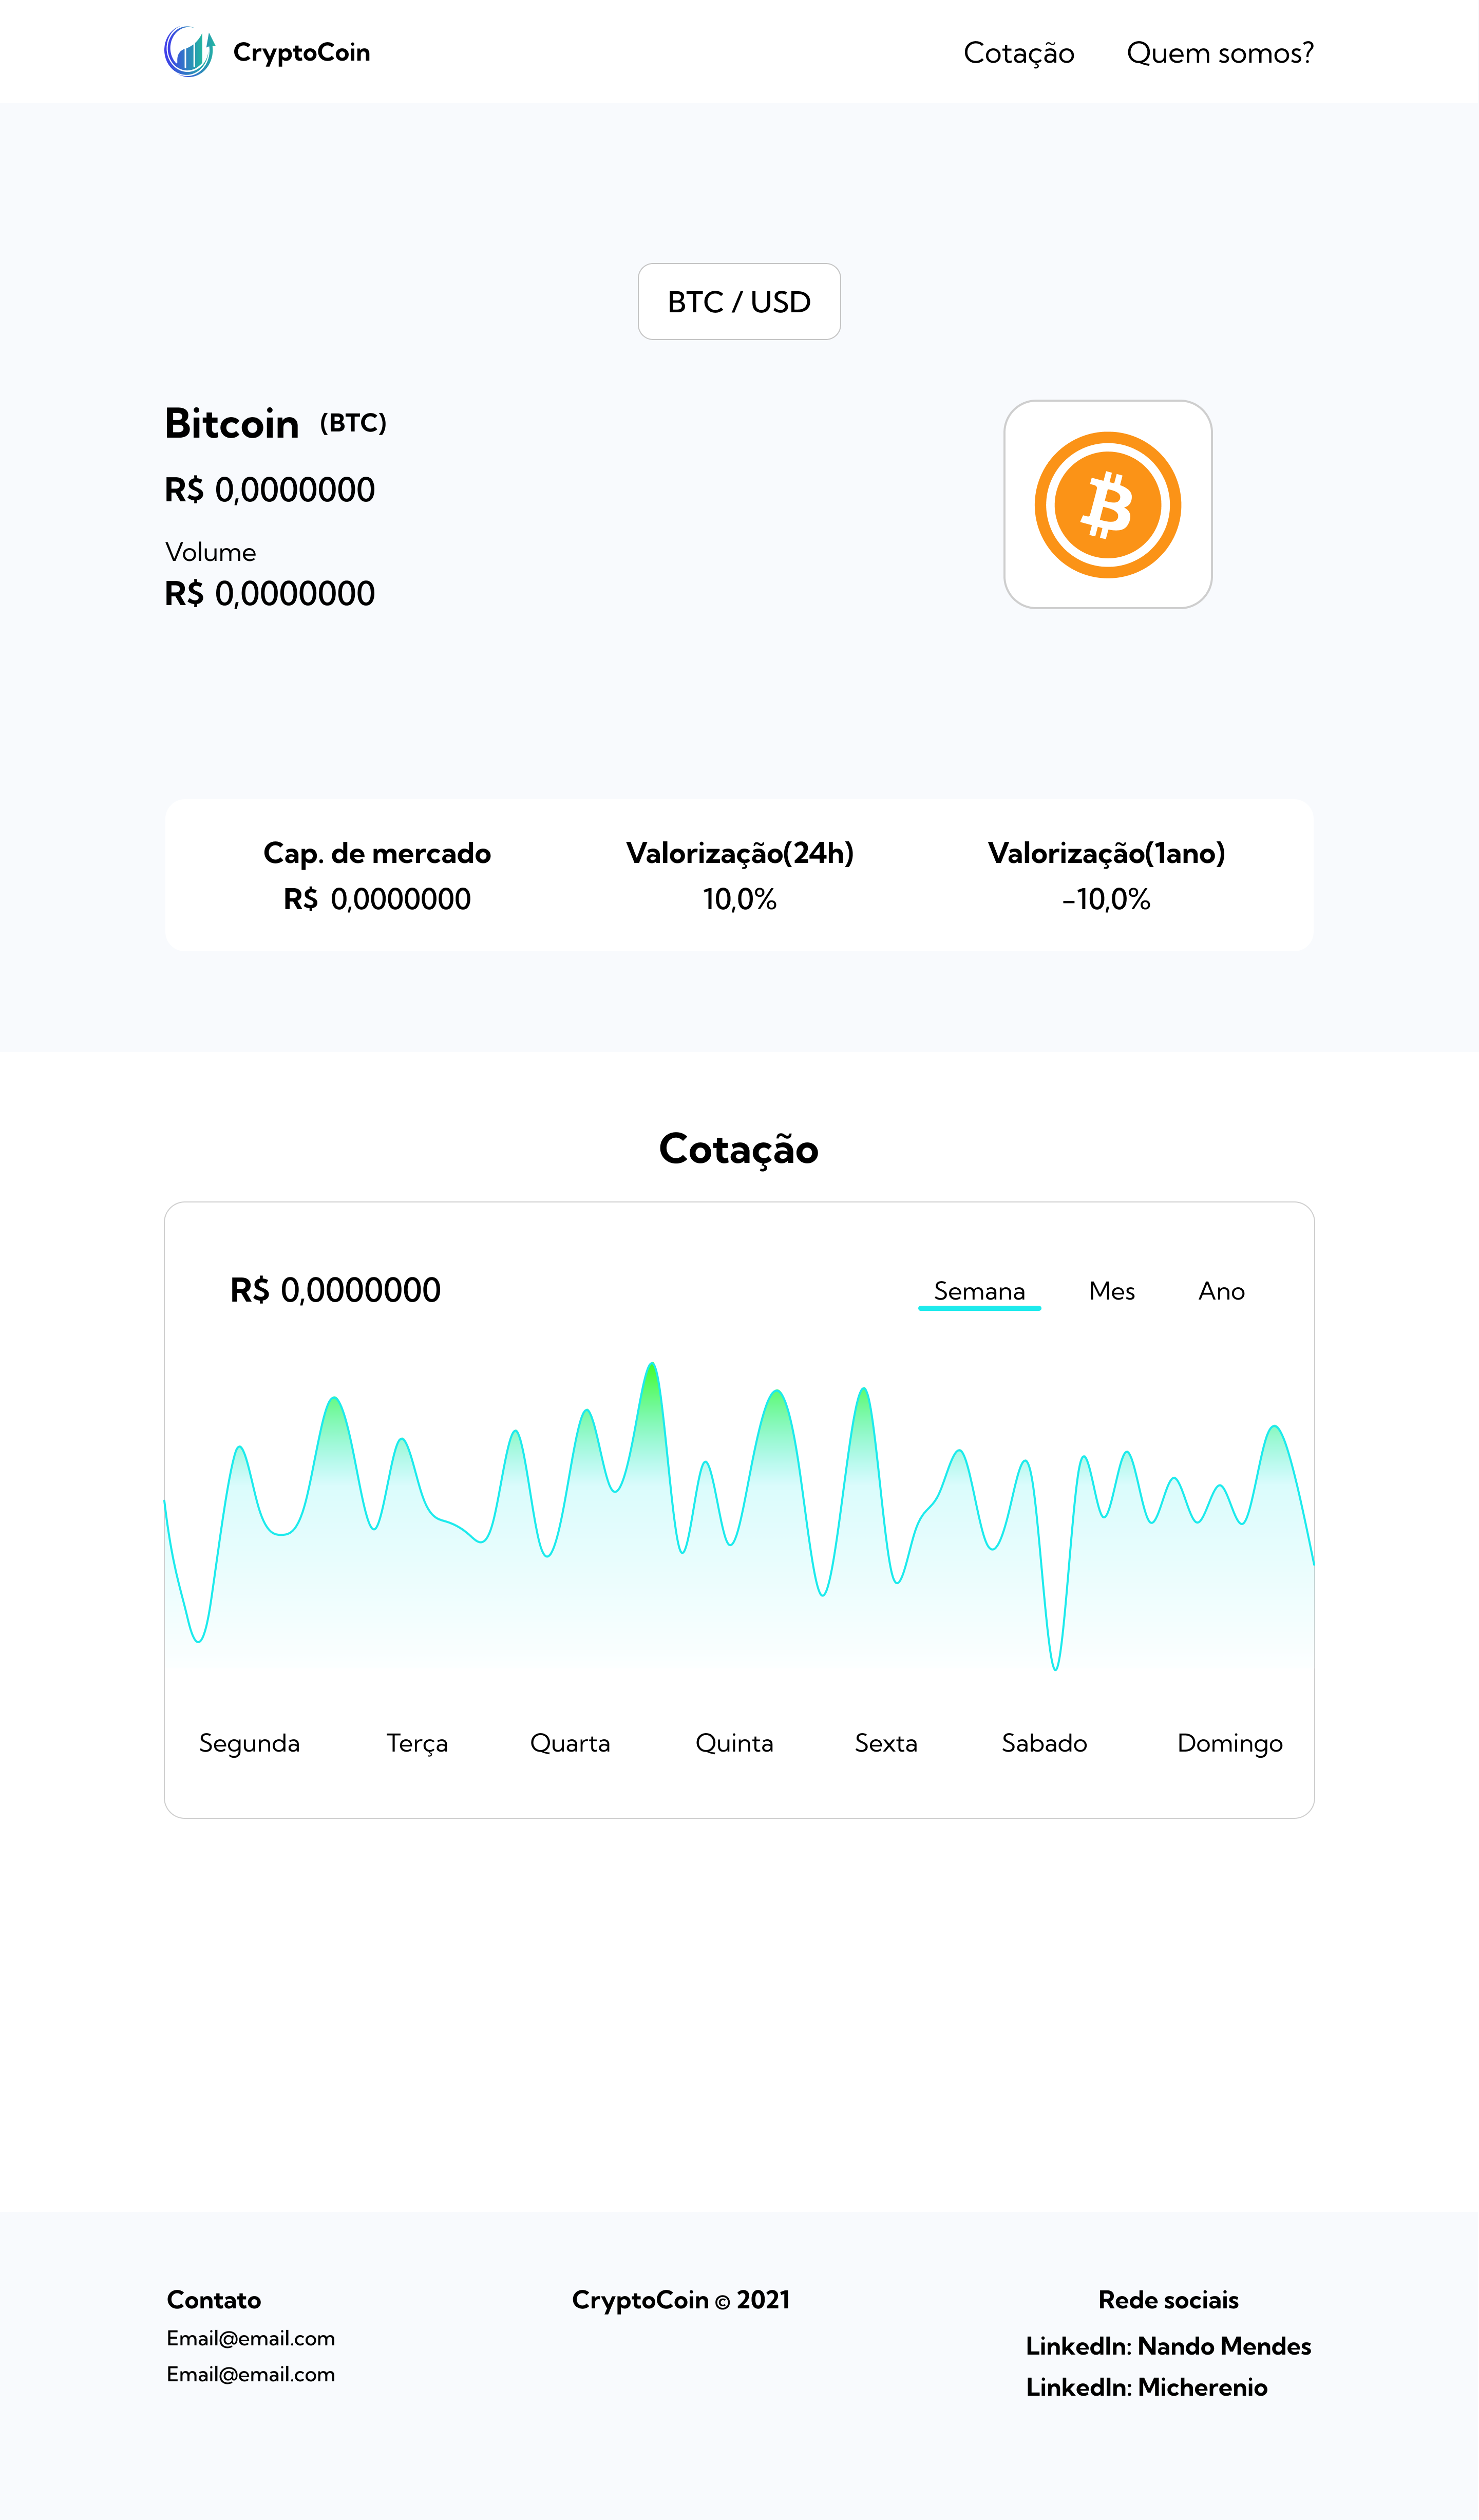 CryptoCoin
Cotação
Quem somos?
BTC / USD
Bitcoin (BTC)
R$ 0,0000000
Volume
R$ 0,0000000
Cap. de mercado
R$ 0,0000000
Valorização(24h)
10,0%
Valorização(1ano)
-10,0%
Cotação
R$ 0,0000000
Semana
Mes
Ano
Segunda
Terça
Quarta
Quinta
Sexta
Sabado
Domingo
Contato
Email@email.com
Email@email.com
CryptoCoin © 2021
Rede sociais
LinkedIn: Nando Mendes
LinkedIn: Micherenio